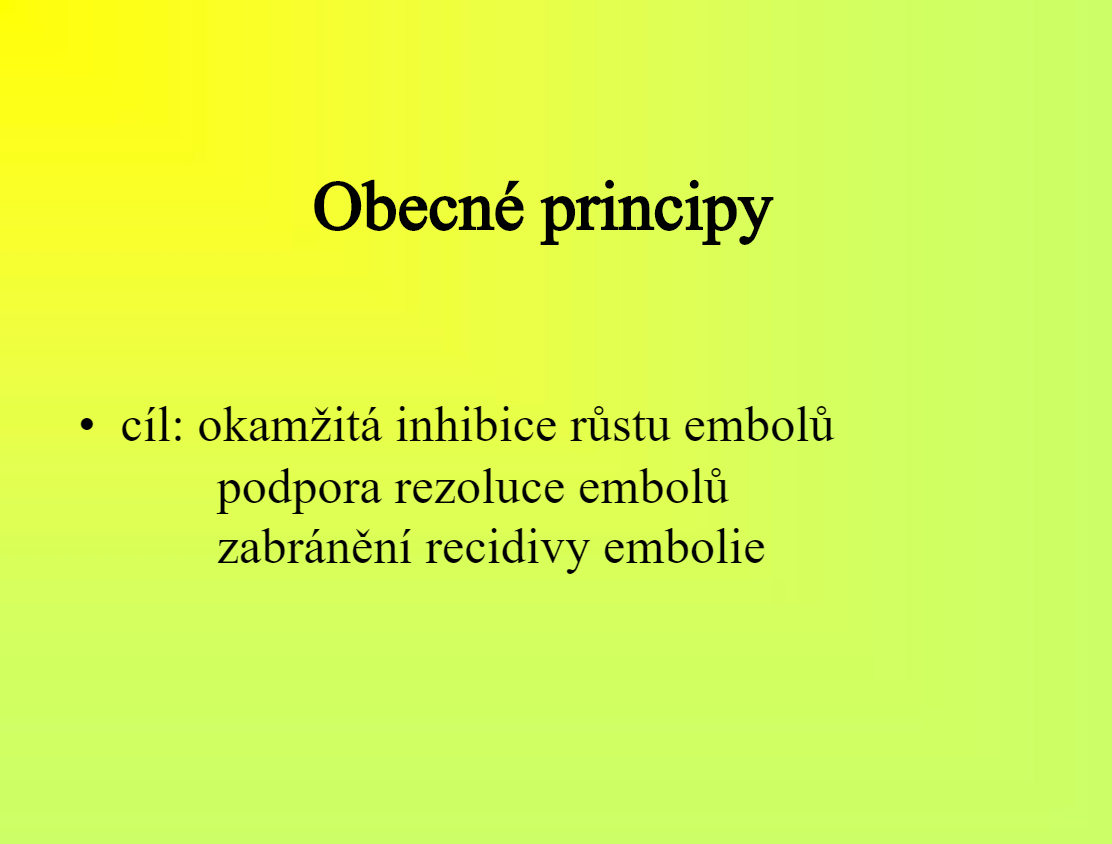 Obecné principy
• cíl: okamžitá inhibice růstu embolů
podpora rezoluce embolů
zabránění recidivy embolie